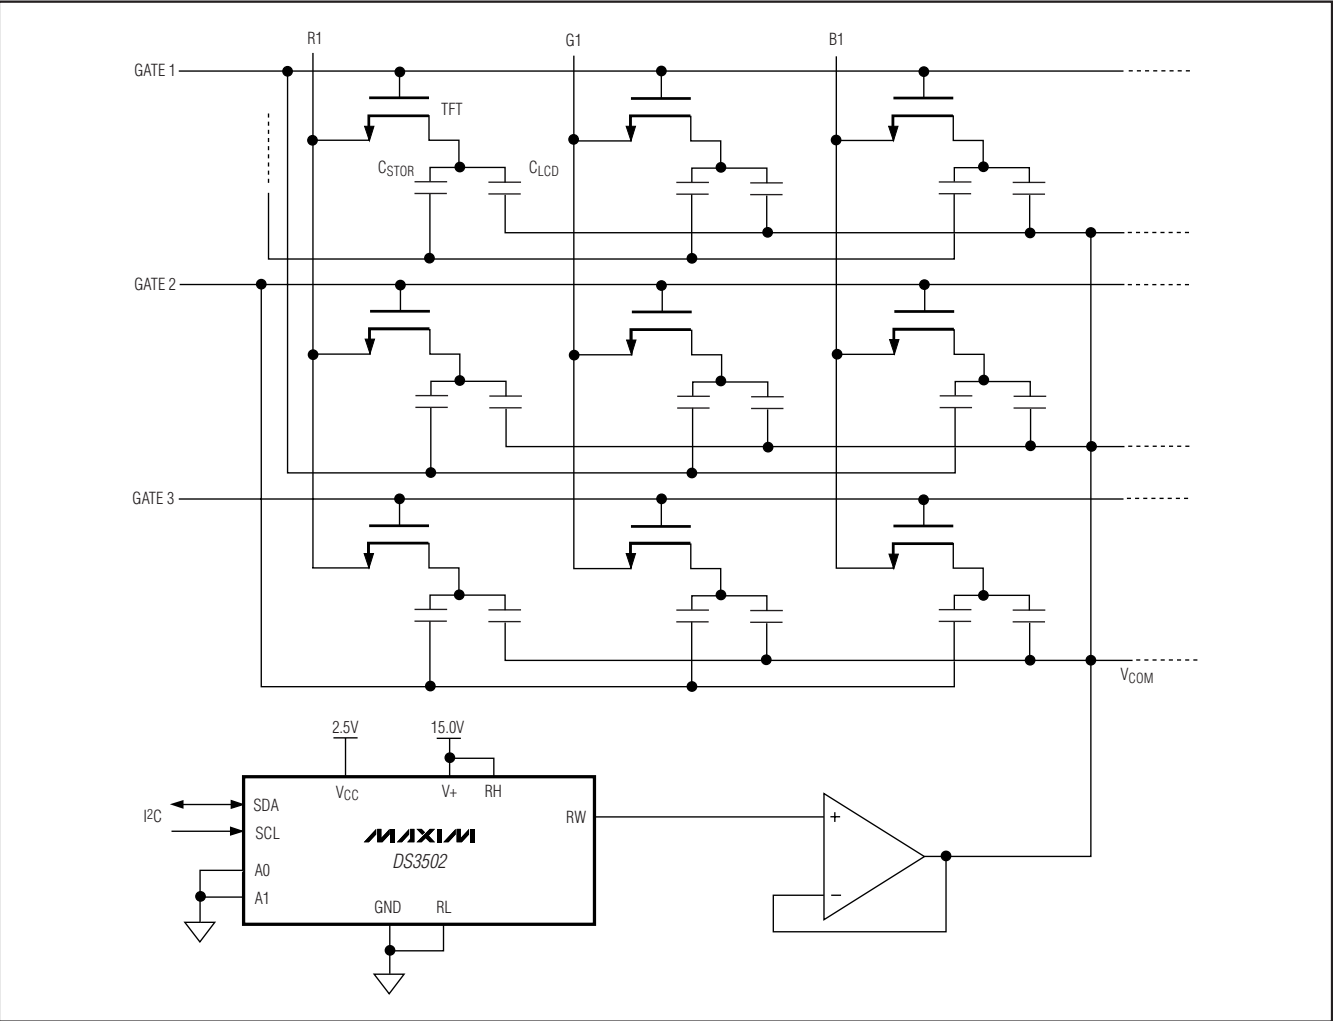 R1
G1
B1
GATE 1
TFT
CSTOR
CLCD
GATE 2
GATE 3
VCOM
2.5V
15.0V
VCC
V+
RH
I2C
SDA
SCL
RW
MAXIM
DS3502
A0
A1
GND
RL
+
−